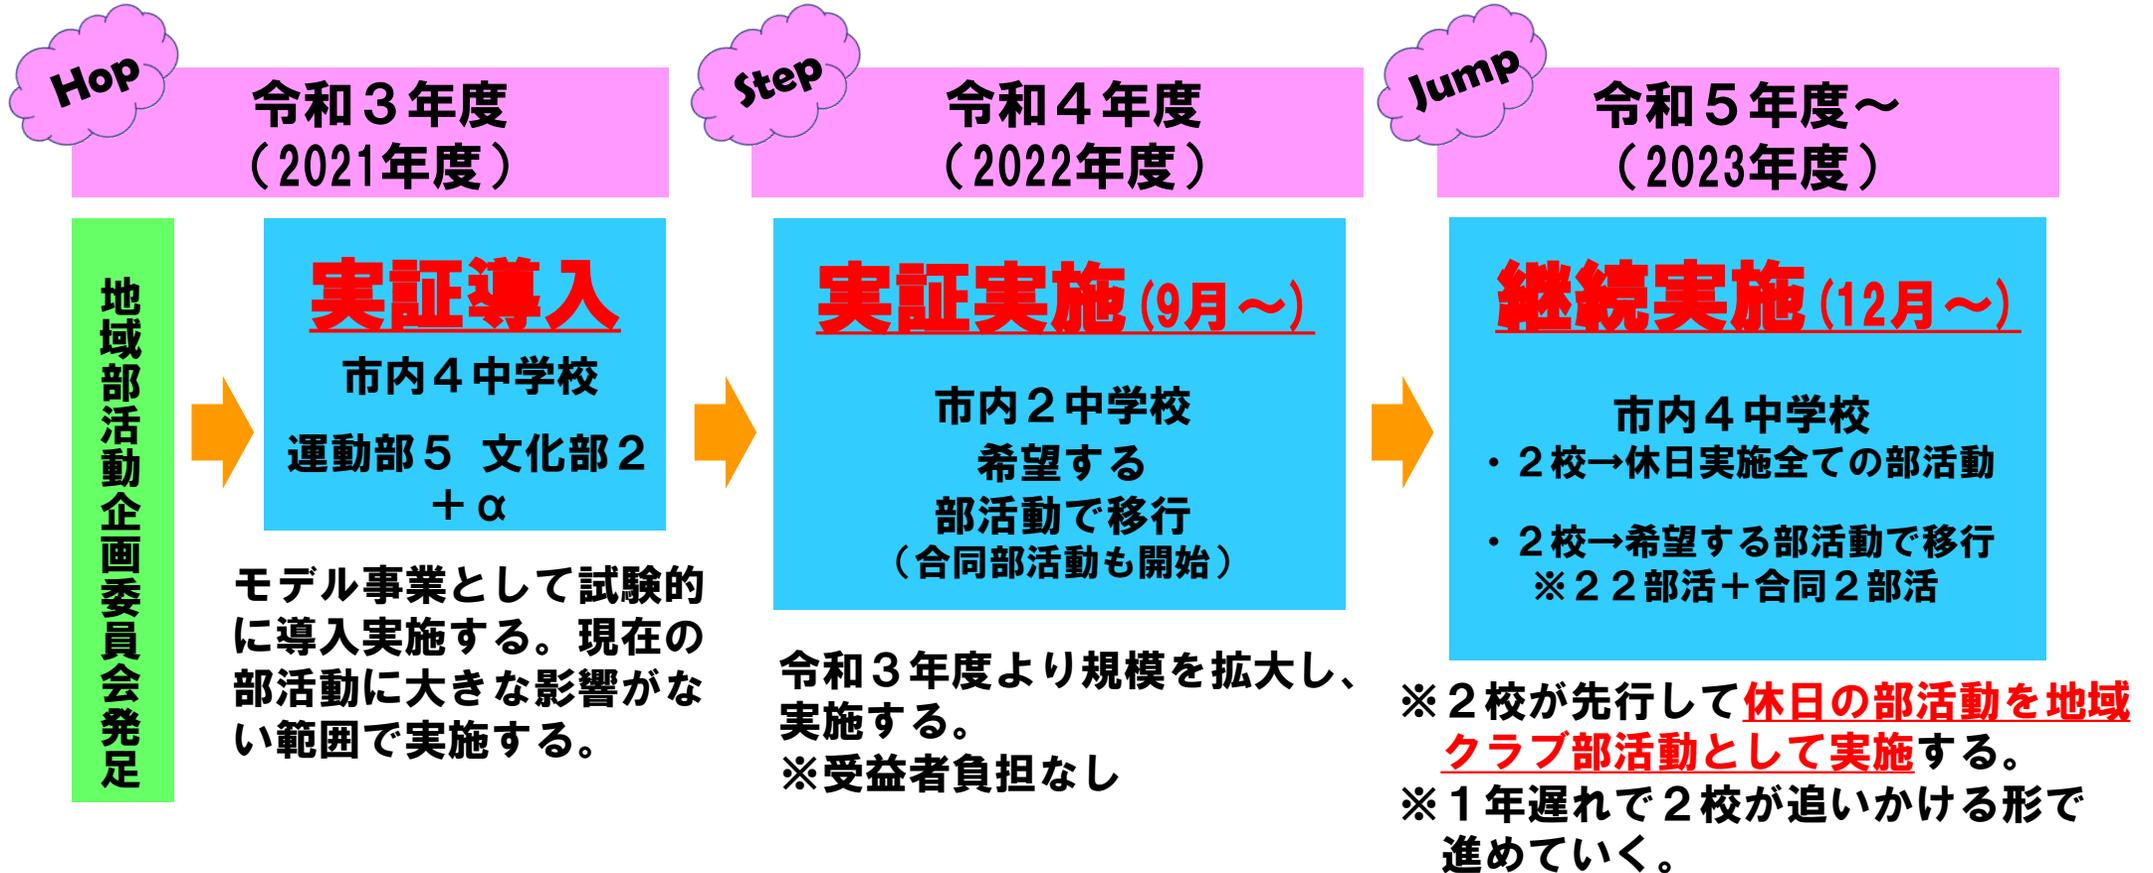 Hop
令和３年度
（2021年度）
Step
令和４年度
（2022年度）
Jump
令和５年度～
（2023年度）
地域部活動企画委員会発足
実証導入
市内４中学校
運動部５ 文化部２
＋α
モデル事業として試験的
に導入実施する。現在の
部活動に大きな影響がな
い範囲で実施する。
実証実施(9月～)
市内２中学校
希望する
部活動で移行
（合同部活動も開始）
令和３年度より規模を拡大し、
実施する。
※受益者負担なし
継続実施(12月～)
市内４中学校
・２校→休日実施全ての部活動
・２校→希望する部活動で移行
※２２部活＋合同２部活
※２校が先行して休日の部活動を地域
クラブ部活動として実施する。
※１年遅れで２校が追いかける形で
進めていく。